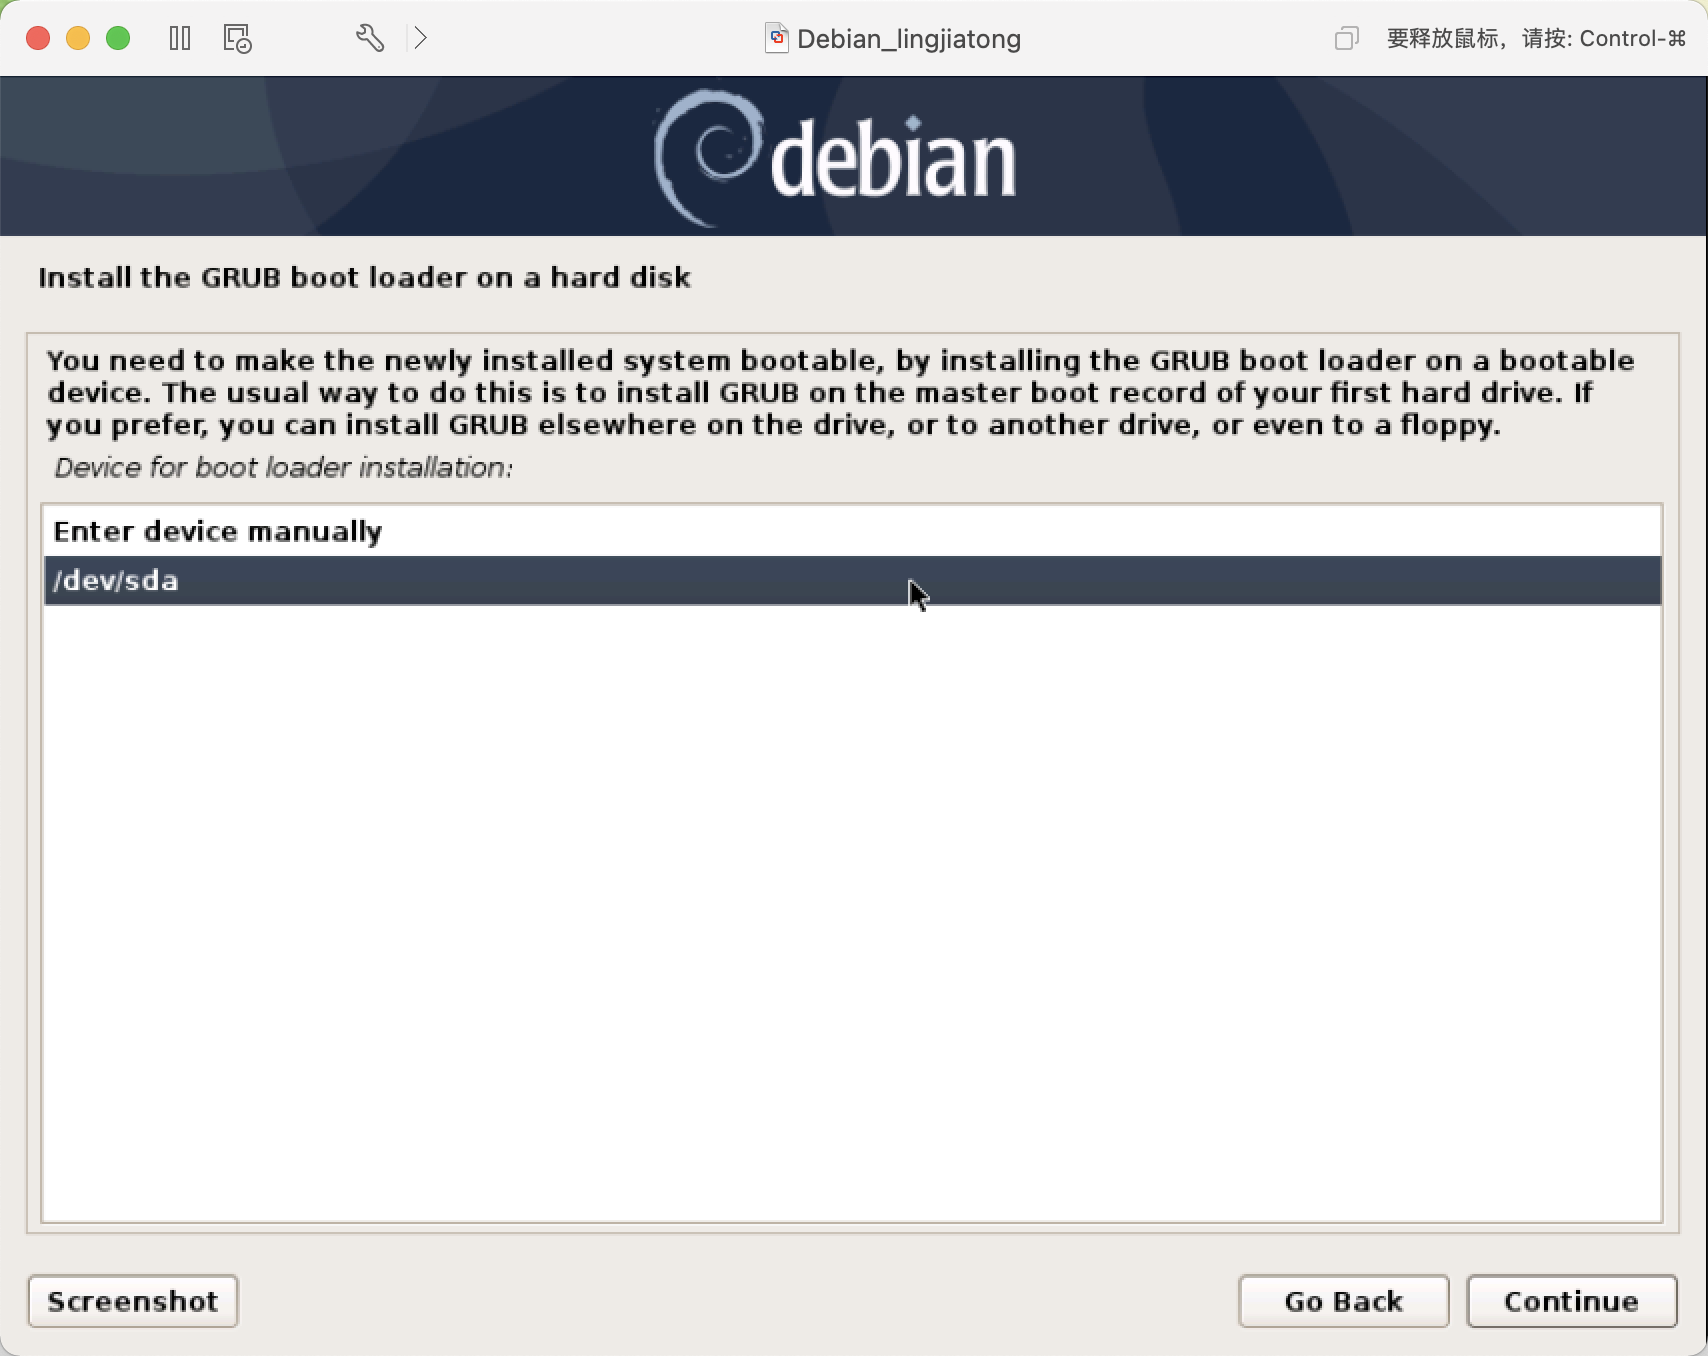 Debian_lingjiatong
要释放鼠标，请按: Control-⌘
debian
Install the GRUB boot loader on a hard disk
You need to make the newly installed system bootable, by installing the GRUB boot loader on a bootable
device. The usual way to do this is to install GRUB on the master boot record of your first hard drive. If
you prefer, you can install GRUB elsewhere on the drive, or to another drive, or even to a floppy.
Device for boot loader installation:
Enter device manually
/dev/sda
Screenshot
Go Back
Continue